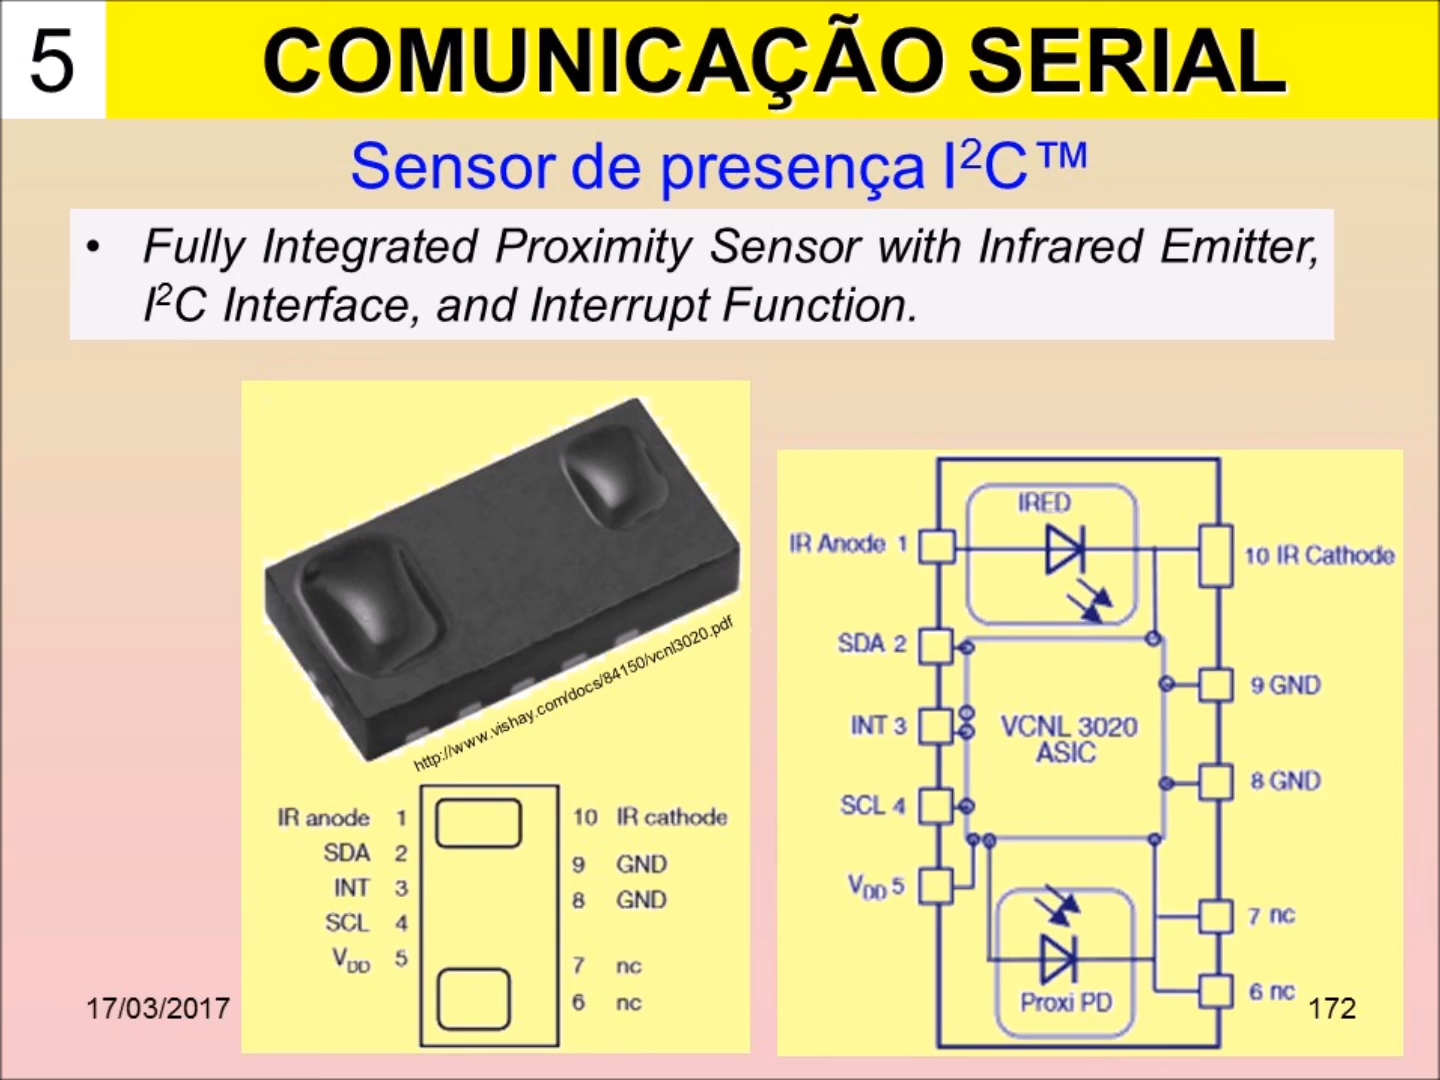 5
COMUNICAÇÃO SERIAL
Sensor de presença I²C™
• Fully Integrated Proximity Sensor with Infrared Emitter,
I²C Interface, and Interrupt Function.
http://www.vishay.com/docs/84150/vcnl3020.pdf
IR anode 1
SDA 2
INT 3
SCL 4
VDD 5
10 IR cathode
9 GND
8 GND
7 nc
6 nc
IRED
IR Anode 1
10 IR Cathode
SDA 2
9 GND
INT 3
VCNL 3020
ASIC
8 GND
SCL 4
VDD 5
7 nc
6 nc
Proxi PD
17/03/2017
172